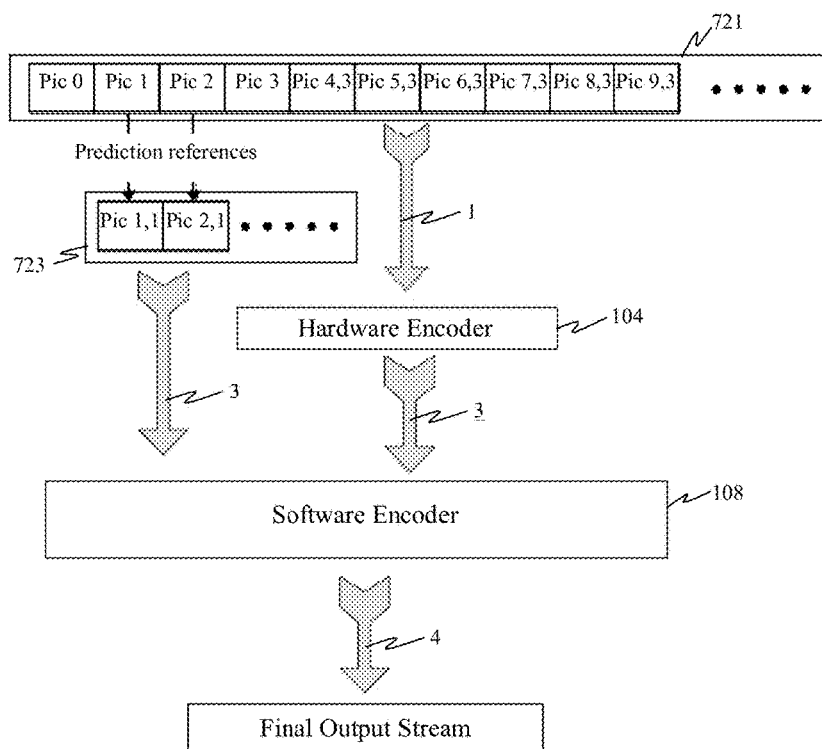 721
Pic 0 Pic 1 Pic 2 Pic 3 Pic 4,3 Pic 5,3 Pic 6,3 Pic 7,3 Pic 8,3 Pic 9,3
Prediction references
1
Pic 1,1 Pic 2,1
723
Hardware Encoder
104
3
3
Software Encoder
108
4
Final Output Stream